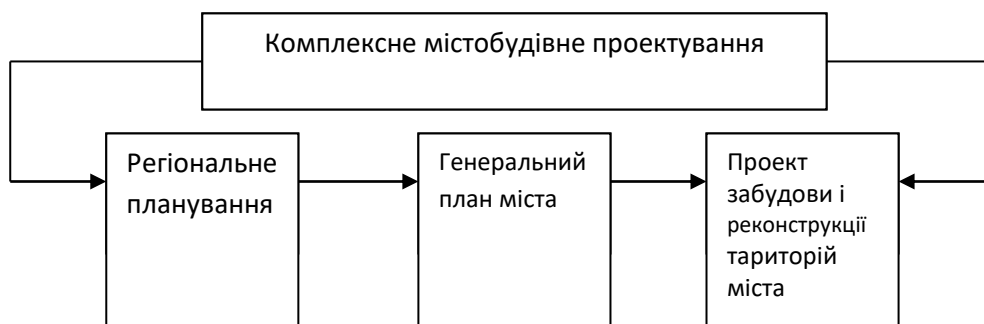 Комплексне містобудівне проектування
Регіональне
планування
Генеральний
план міста
Проект
забудови і
реконструкції
тариторій
міста